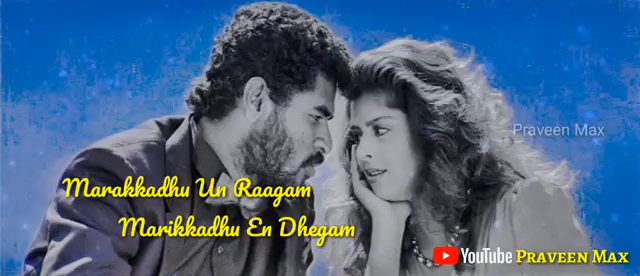 Praveen Max
Marakkadhu Un Raagam
Marikkadhu En Dhegam
YouTube Praveen Max